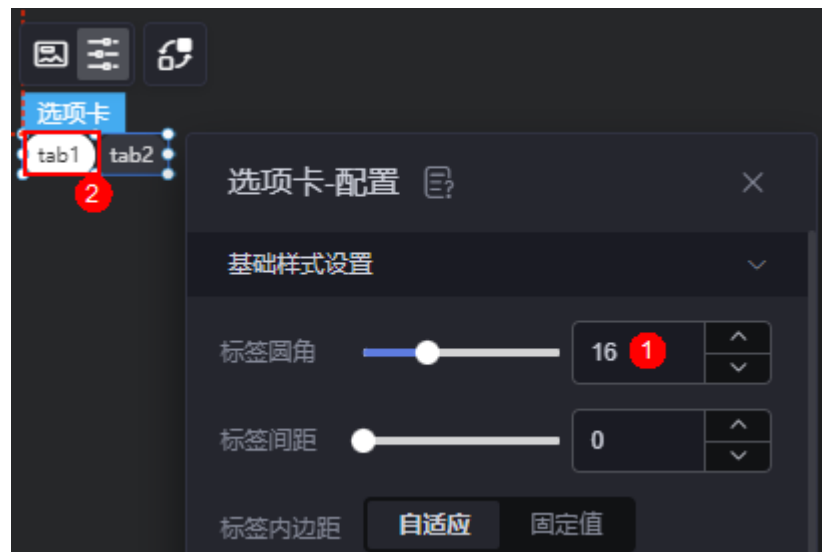 选项卡
tab1 tab2
2
选项卡-配置
基础样式设置
标签圆角 16 1
标签间距 0
标签内边距 自适应 固定值